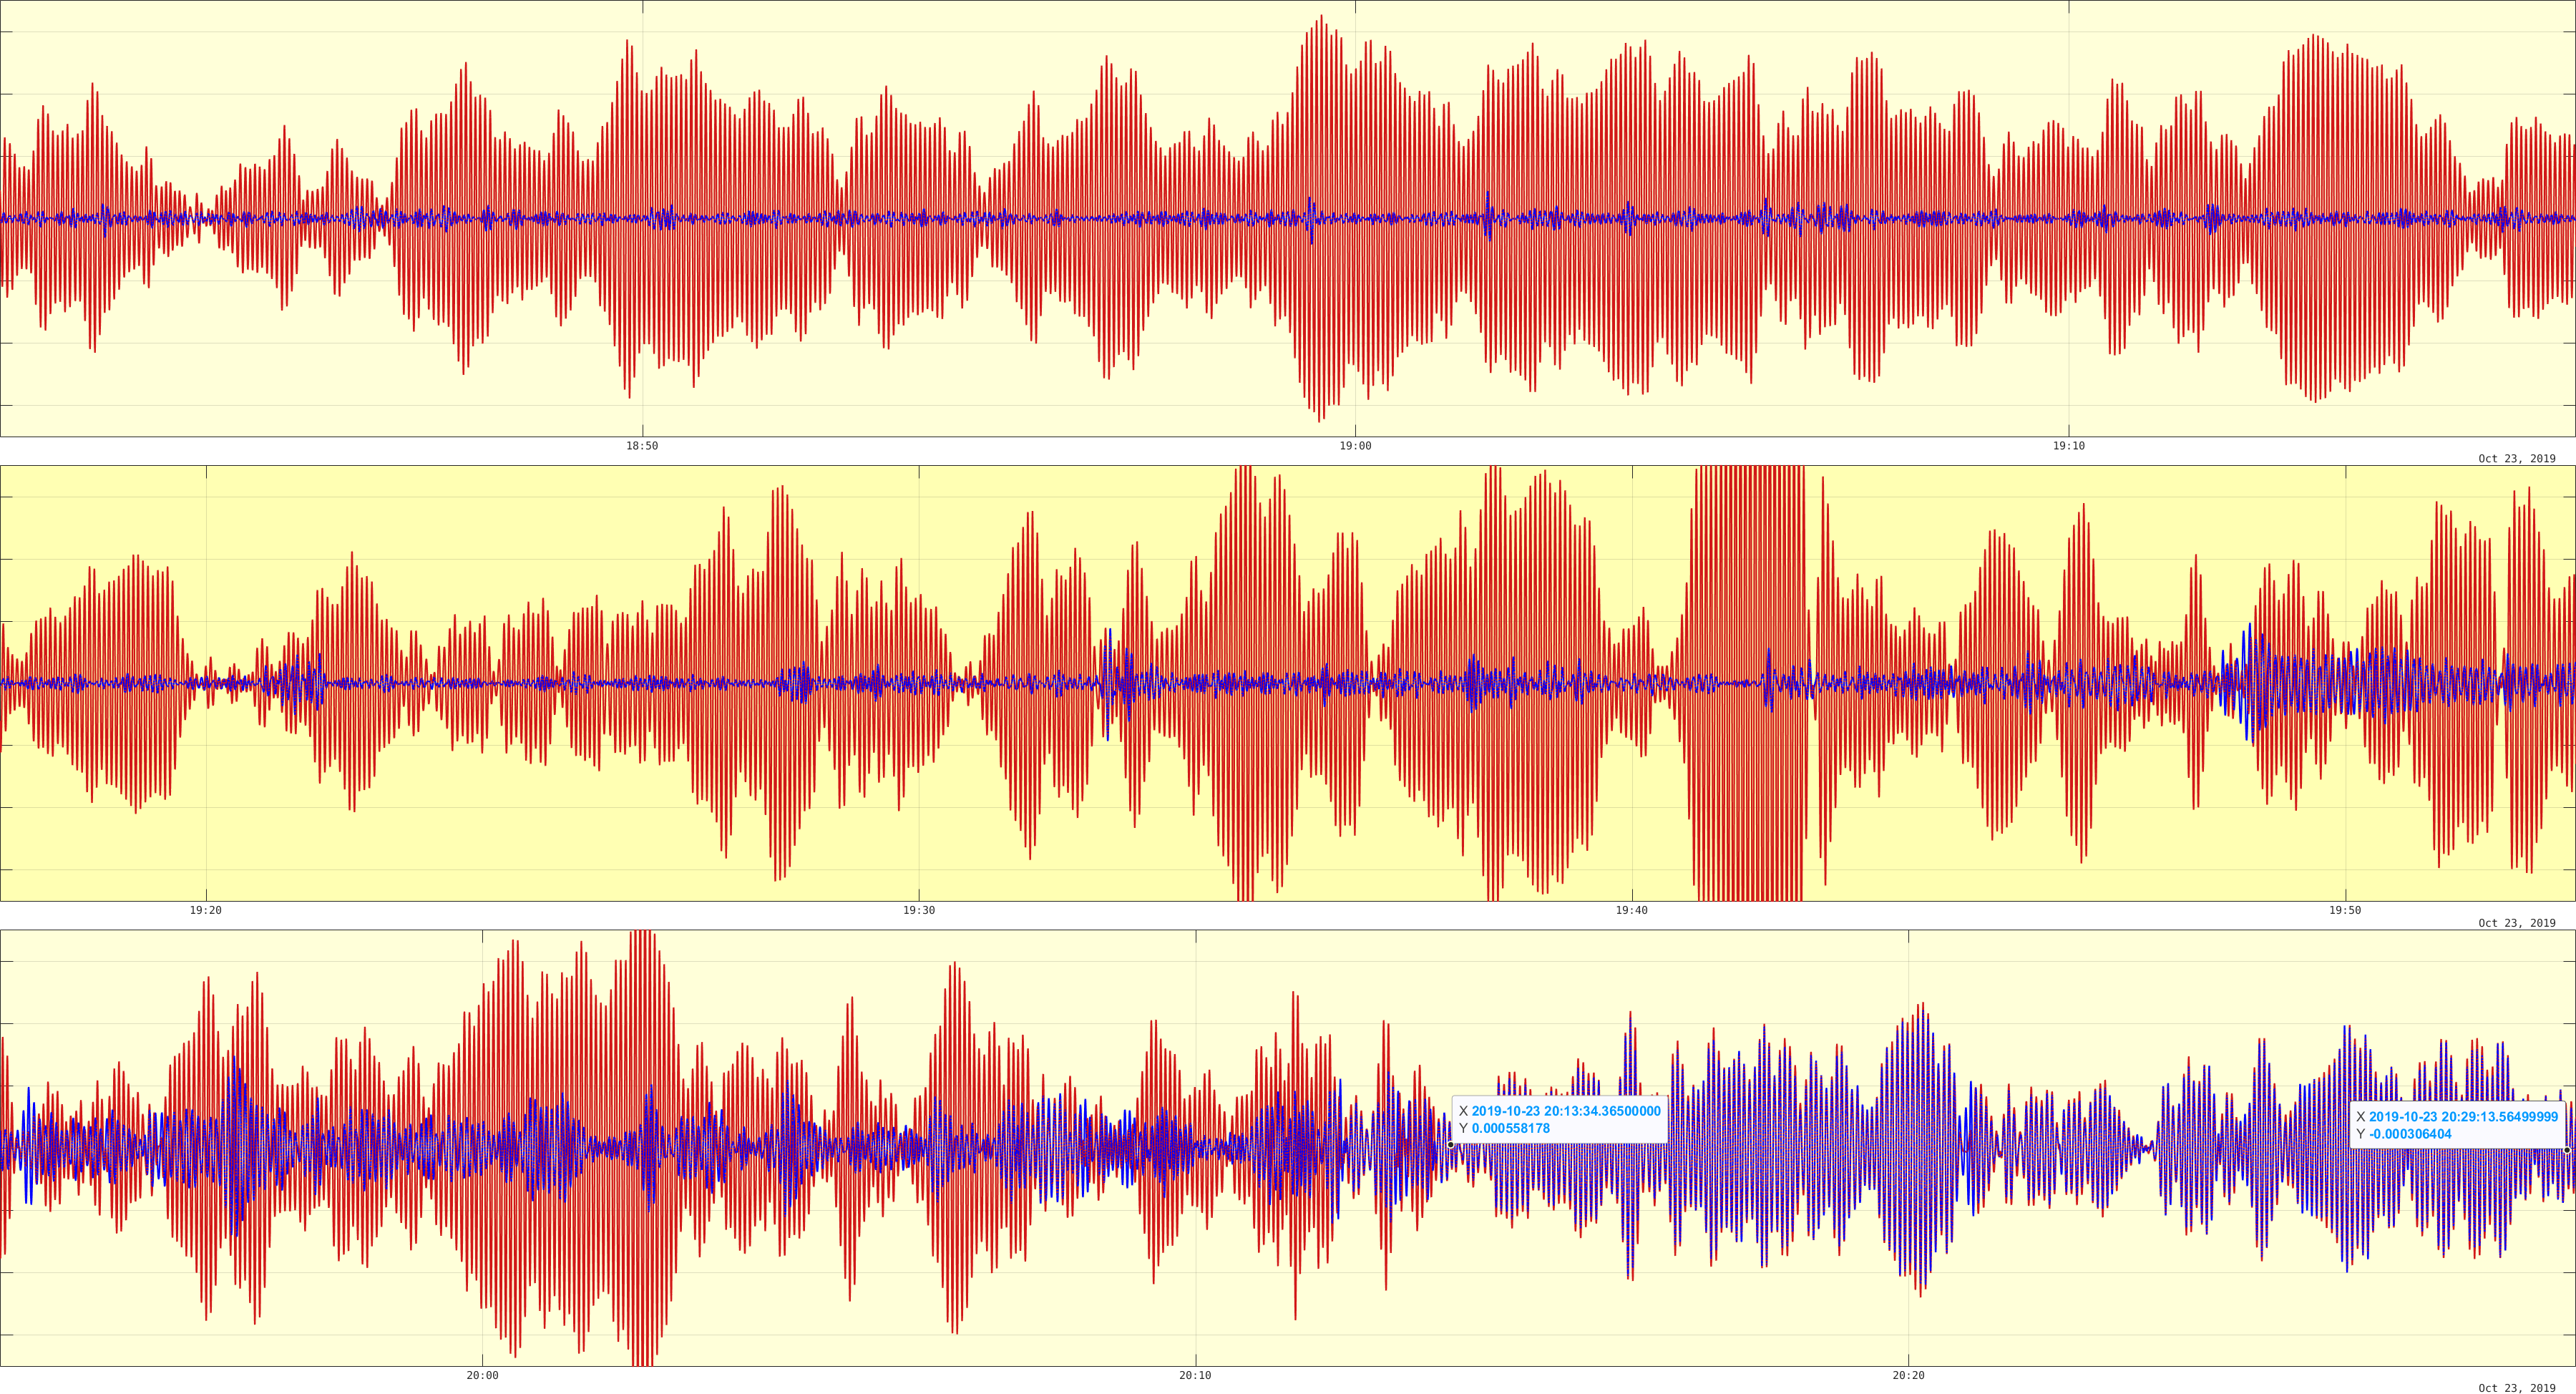 18:50 19:00 19:10
Oct 23, 2019
19:20 19:30 19:40 19:50
Oct 23, 2019
X 2019-10-23 20:13:34.36500000
Y 0.000558178
X 2019-10-23 20:29:13.56499999
Y -0.000306404
20:00 20:10 20:20
Oct 23, 2019